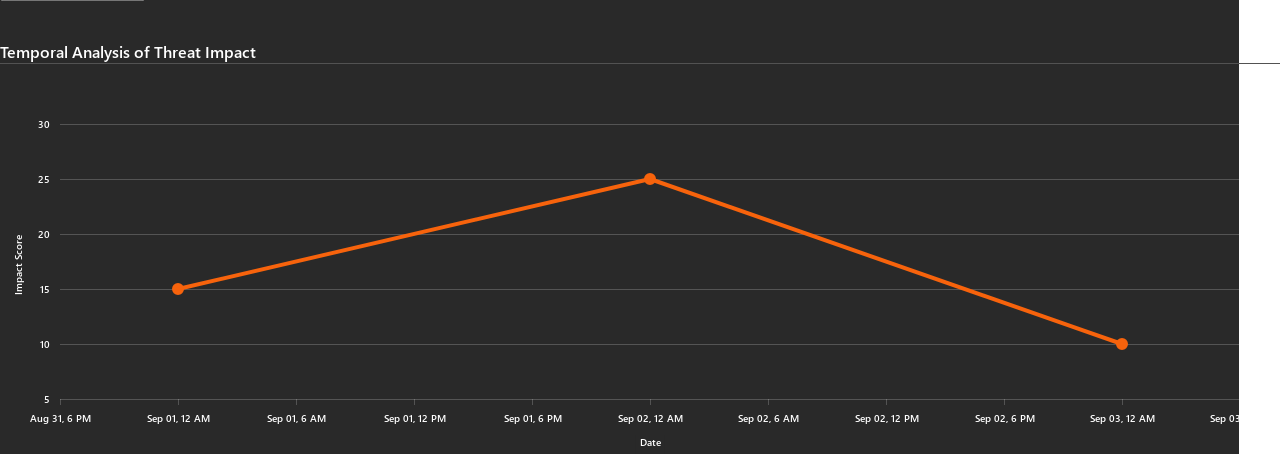 Temporal Analysis of Threat Impact
30
25
20
15
10
5
Impact Score
Aug 31, 6 PM Sep 01, 12 AM Sep 01, 6 AM Sep 01, 12 PM Sep 01, 6 PM Sep 02, 12 AM Sep 02, 6 AM Sep 02, 12 PM Sep 02, 6 PM Sep 03, 12 AM Sep 03
Date